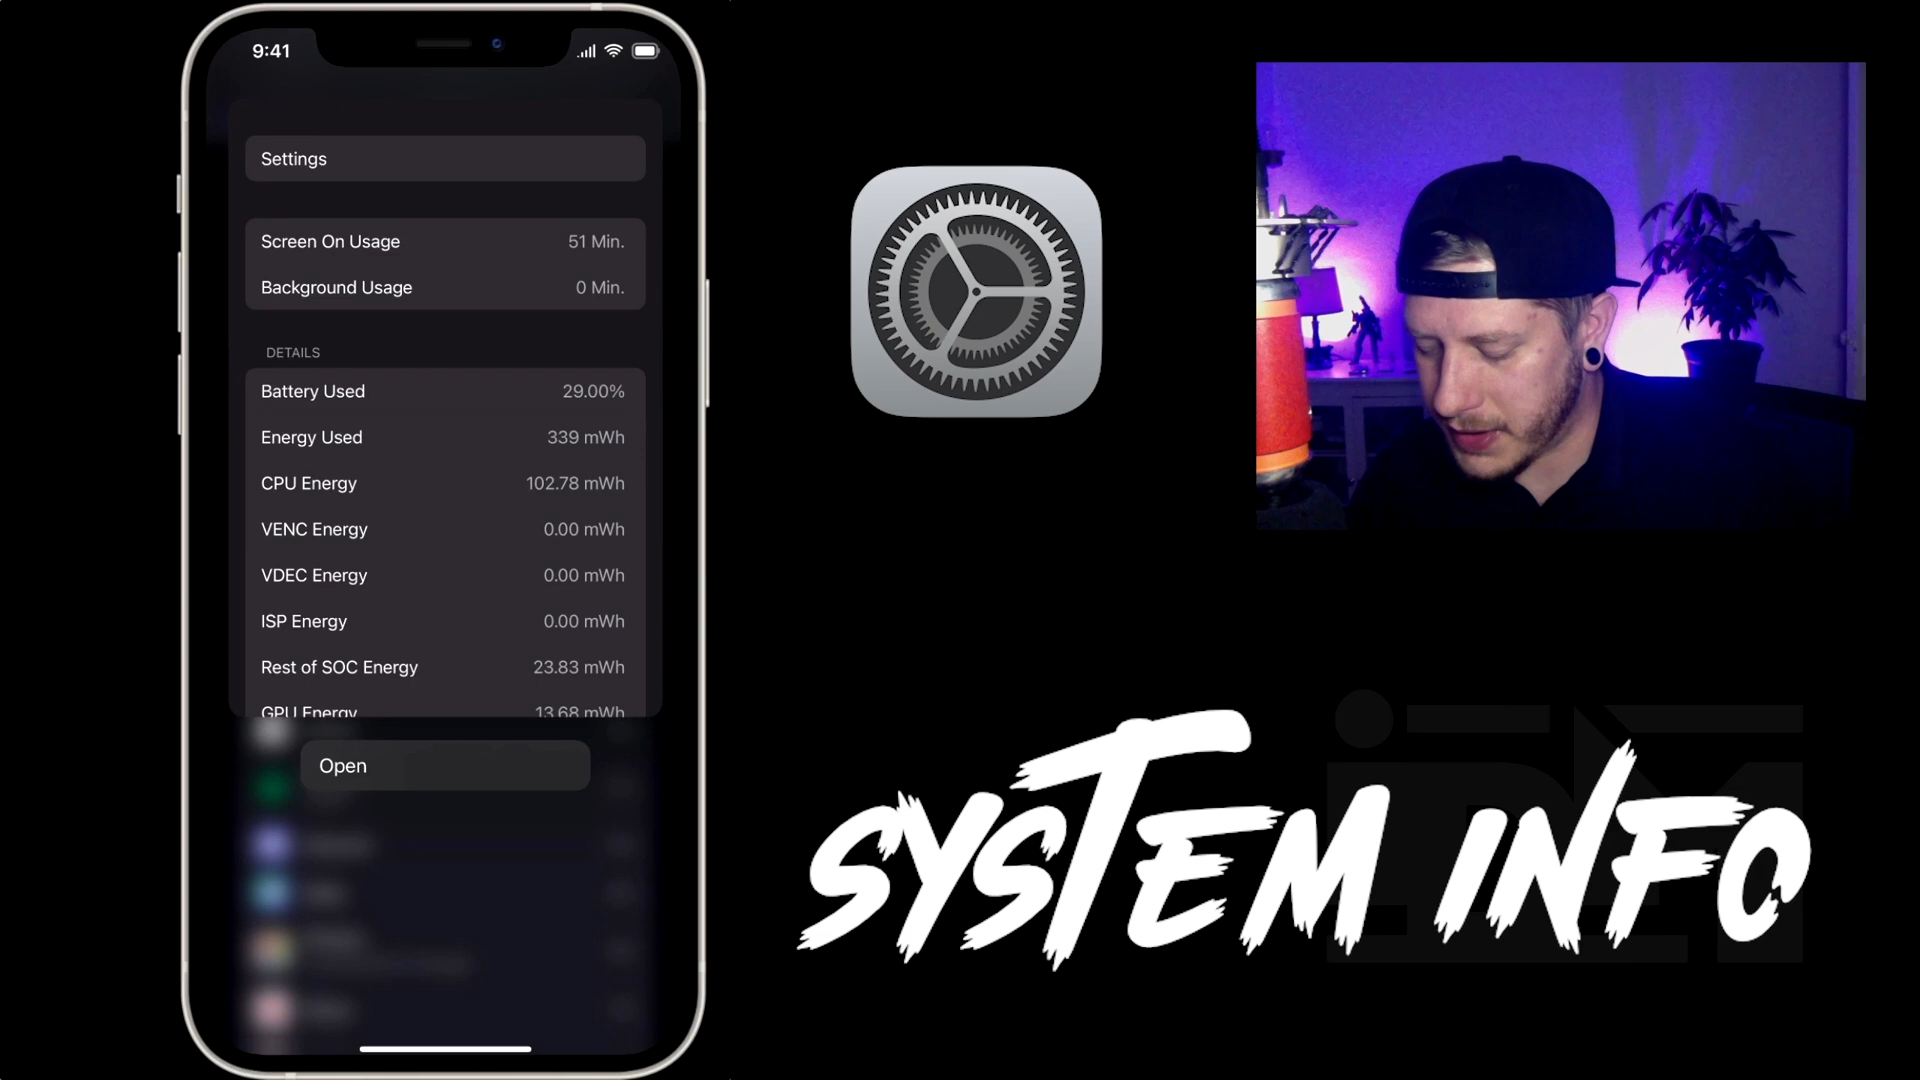 9:41
Settings
Screen On Usage 51 Min.
Background Usage 0 Min.
DETAILS
Battery Used 29.00%
Energy Used 339 mWh
CPU Energy 102.78 mWh
VENC Energy 0.00 mWh
VDEC Energy 0.00 mWh
ISP Energy 0.00 mWh
Rest of SOC Energy 23.83 mWh
GPU Energy 13.68 mWh
Open
SYSTEM INFO